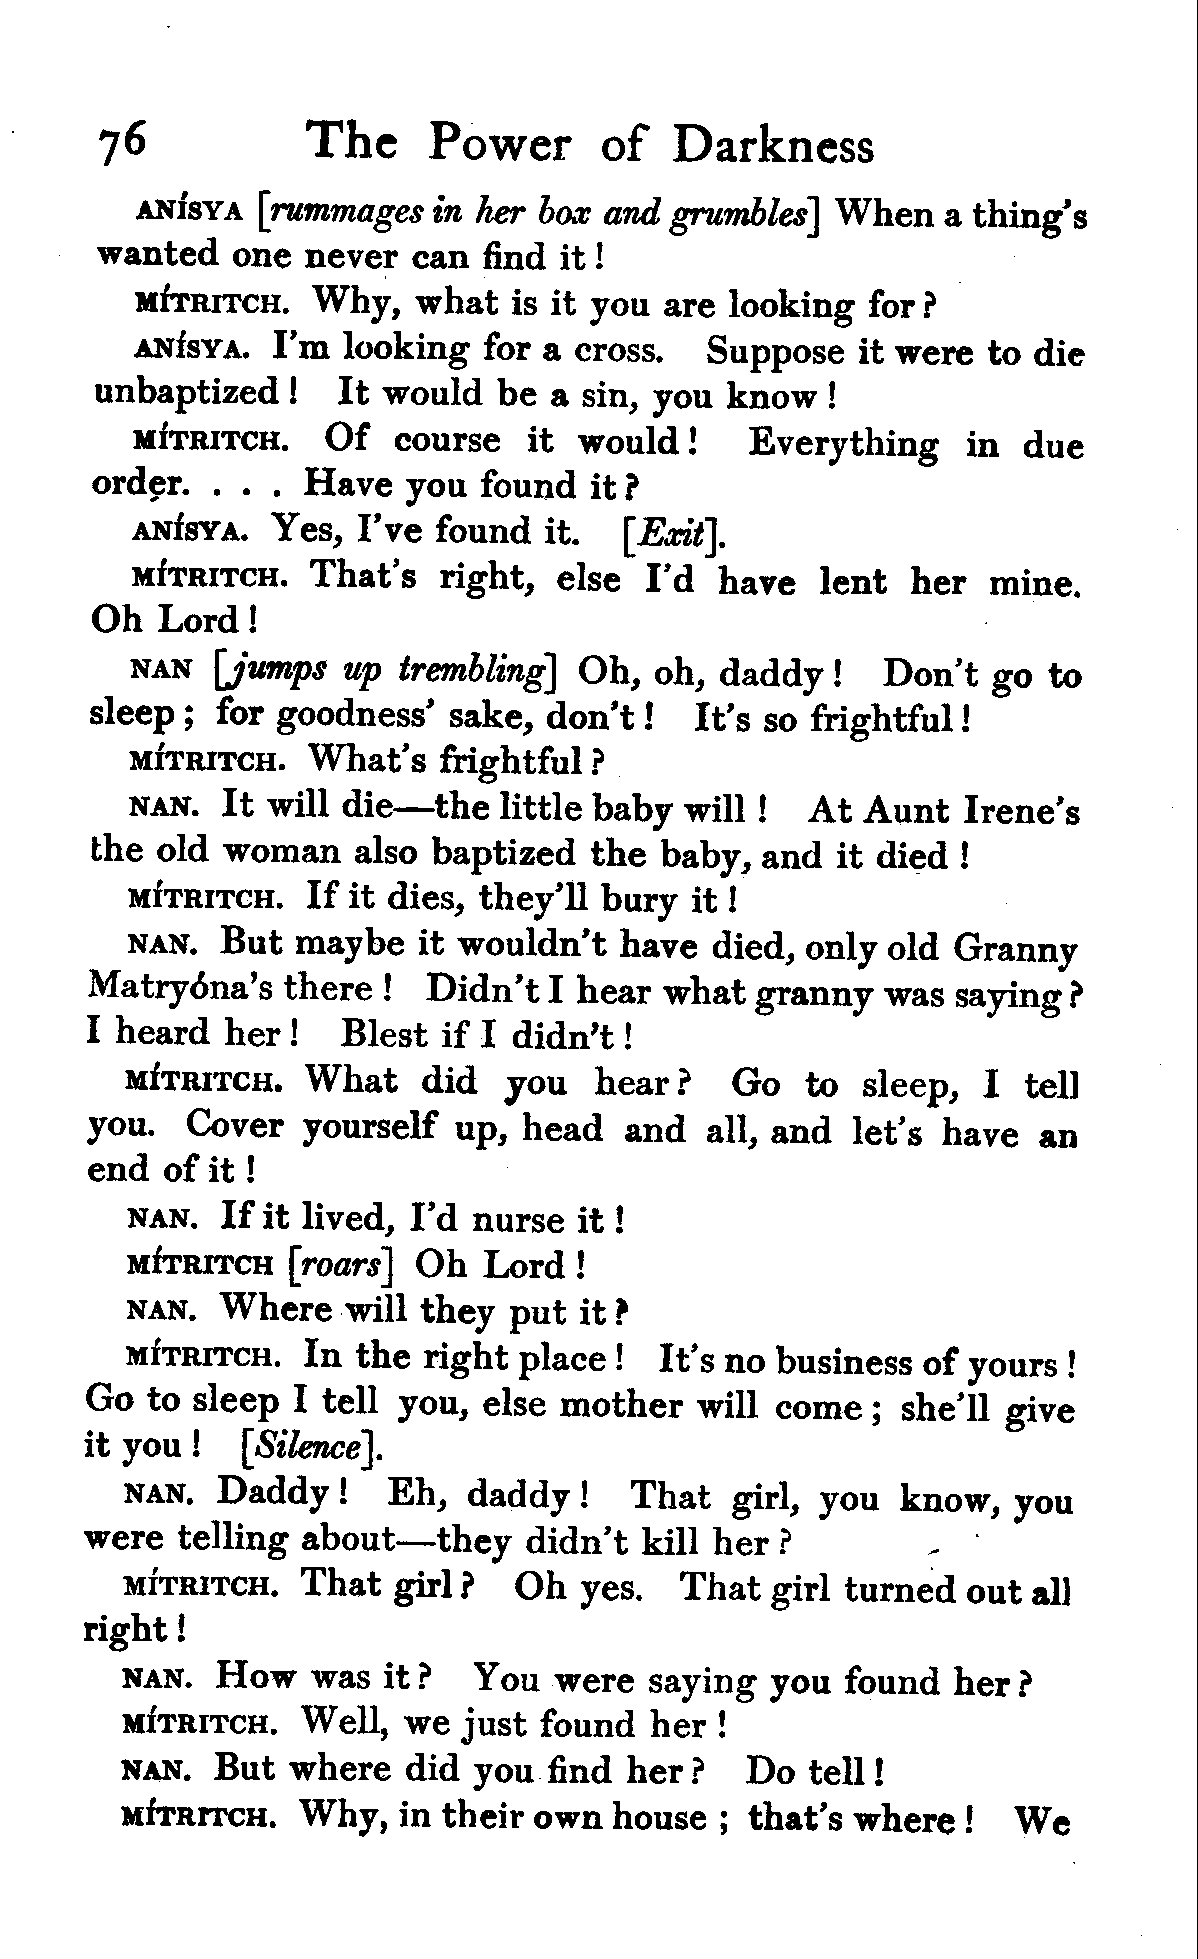 76 The Power of Darkness
ANÍSYA [rummages in her box and grumbles] When a thing's
wanted one never can find it !
MÍTRITCH. Why, what is it you are looking for ?
ANÍSYA. I'm looking for a cross. Suppose it were to die
unbaptized ! It would be a sin, you know !
MÍTRITCH. Of course it would ! Everything in due
order. . . . Have you found it ?
ANÍSYA. Yes, I've found it. [Exit].
MÍTRITCH. That's right, else I'd have lent her mine.
Oh Lord !
NAN [jumps up trembling] Oh, oh, daddy ! Don't go to
sleep ; for goodness' sake, don't ! It's so frightful !
MÍTRITCH. What's frightful ?
NAN. It will die—the little baby will ! At Aunt Irene's
the old woman also baptized the baby, and it died !
MÍTRITCH. If it dies, they'll bury it !
NAN. But maybe it wouldn't have died, only old Granny
Matryóna's there ! Didn't I hear what granny was saying ?
I heard her ! Blest if I didn't !
MÍTRITCH. What did you hear ? Go to sleep, I tell
you. Cover yourself up, head and all, and let's have an
end of it !
NAN. If it lived, I'd nurse it !
MÍTRITCH [roars] Oh Lord !
NAN. Where will they put it ?
MÍTRITCH. In the right place ! It's no business of yours !
Go to sleep I tell you, else mother will come ; she'll give
it you ! [Silence].
NAN. Daddy ! Eh, daddy ! That girl, you know, you
were telling about—they didn't kill her ?
MÍTRITCH. That girl ? Oh yes. That girl turned out all
right !
NAN. How was it ? You were saying you found her ?
MÍTRITCH. Well, we just found her !
NAN. But where did you find her ? Do tell !
MÍTRITCH. Why, in their own house ; that's where ! We